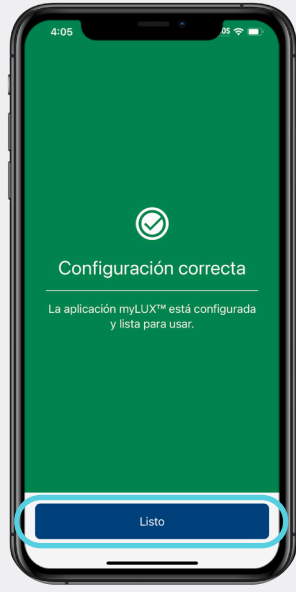 4:05
Configuración correcta
La aplicación myLUX™ está configurada
y lista para usar.
Listo